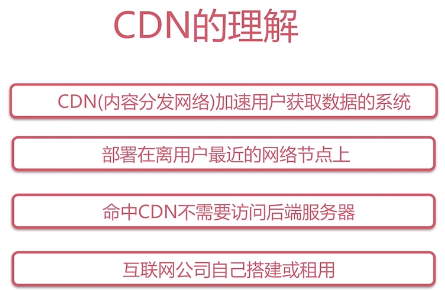 CDN的理解
CDN(内容分发网络)加速用户获取数据的系统
部署在离用户最近的网络节点上
命中CDN不需要访问后端服务器
互联网公司自己搭建或租用